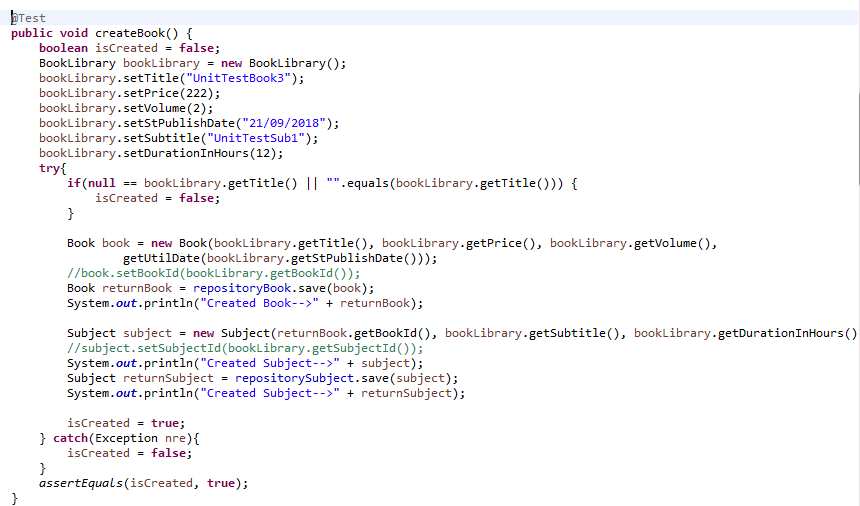 @Test
public void createBook() {
    boolean isCreated = false;
    BookLibrary bookLibrary = new BookLibrary();
    bookLibrary.setTitle("UnitTestBook3");
    bookLibrary.setPrice(222);
    bookLibrary.setVolume(2);
    bookLibrary.setStPublishDate("21/09/2018");
    bookLibrary.setSubtitle("UnitTestSub1");
    bookLibrary.setDurationInHours(12);
    try{
        if(null == bookLibrary.getTitle() || "".equals(bookLibrary.getTitle())) {
            isCreated = false;
        }

        Book book = new Book(bookLibrary.getTitle(), bookLibrary.getPrice(), bookLibrary.getVolume(),
                getUtilDate(bookLibrary.getStPublishDate()));
        //book.setBookId(bookLibrary.getBookId());
        Book returnBook = repositoryBook.save(book);
        System.out.println("Created Book-->" + returnBook);

        Subject subject = new Subject(returnBook.getBookId(), bookLibrary.getSubtitle(), bookLibrary.getDurationInHours()
        //subject.setSubjectId(bookLibrary.getSubjectId());
        System.out.println("Created Subject-->" + subject);
        Subject returnSubject = repositorySubject.save(subject);
        System.out.println("Created Subject-->" + returnSubject);

        isCreated = true;
    } catch(Exception nre){
        isCreated = false;
    }
    assertEquals(isCreated, true);
}